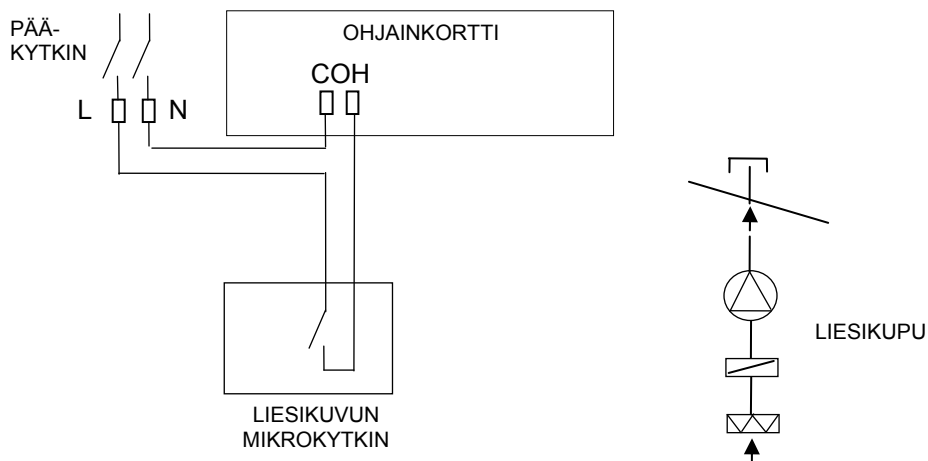 PÄÄ-
KYTKIN
OHJAINKORTTI
COH
L
N
LIESIKUPU
LIESIKUVUN
MIKROKYTKIN